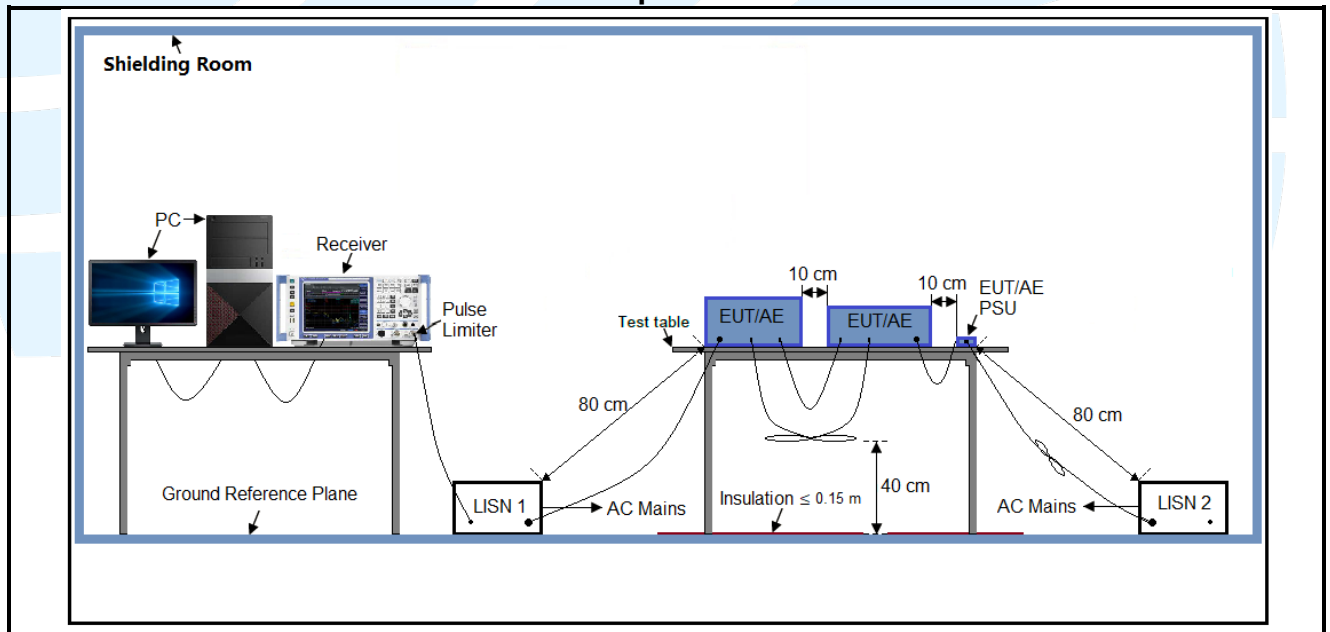 Shielding Room
PC
Receiver
Pulse
Limiter
10 cm
10 cm
EUT/AE
PSU
Test table
EUT/AE
EUT/AE
80 cm
80 cm
Ground Reference Plane
LISN 1
AC Mains
Insulation ≤ 0.15 m
40 cm
AC Mains
LISN 2